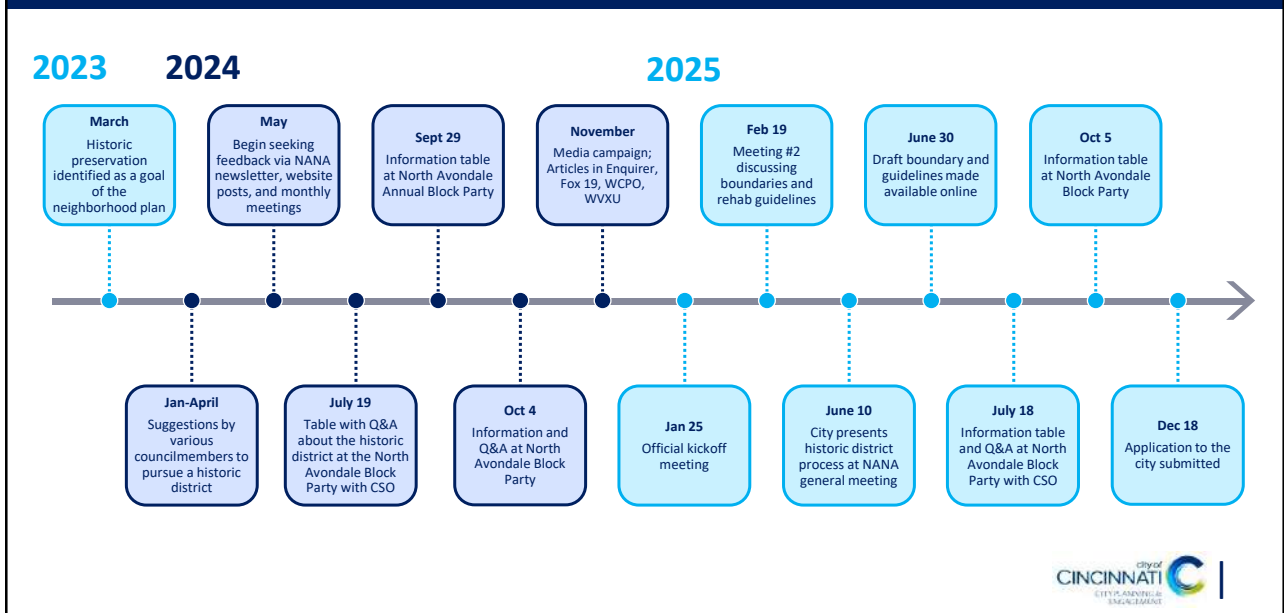 2023
2024
2025
March
Historic
preservation
identified as a goal
of the
neighborhood plan
May
Begin seeking
feedback via NANA
newsletter, website
posts, and monthly
meetings
Sept 29
Information table
at North Avondale
Annual Block Party
November
Media campaign;
Articles in Enquirer,
Fox 19, WCPO,
WVXU
Feb 19
Meeting #2
discussing
boundaries and
rehab guidelines
June 30
Draft boundary and
guidelines made
available online
Oct 5
Information table
at North Avondale
Block Party
Jan-April
Suggestions by
various
councilmembers to
pursue a historic
district
July 19
Table with Q&A
about the historic
district at the North
Avondale Block
Party with CSO
Oct 4
Information and
Q&A at North
Avondale Block
Party
Jan 25
Official kickoff
meeting
June 10
City presents
historic district
process at NANA
general meeting
July 18
Information table
and Q&A at North
Avondale Block
Party with CSO
Dec 18
Application to the
city submitted
city of
CINCINNATI
CITY PLANNING &
ENGAGEMENT